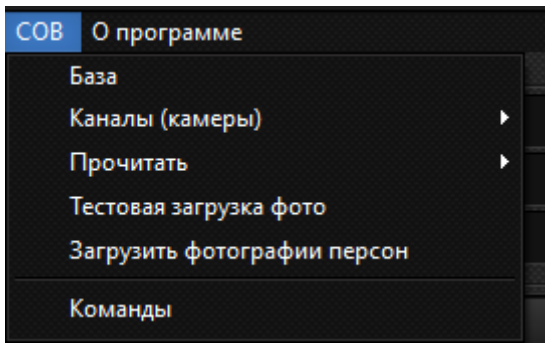 СОВ О программе
База
Каналы (камеры)
Прочитать
Тестовая загрузка фото
Загрузить фотографии персон
Команды